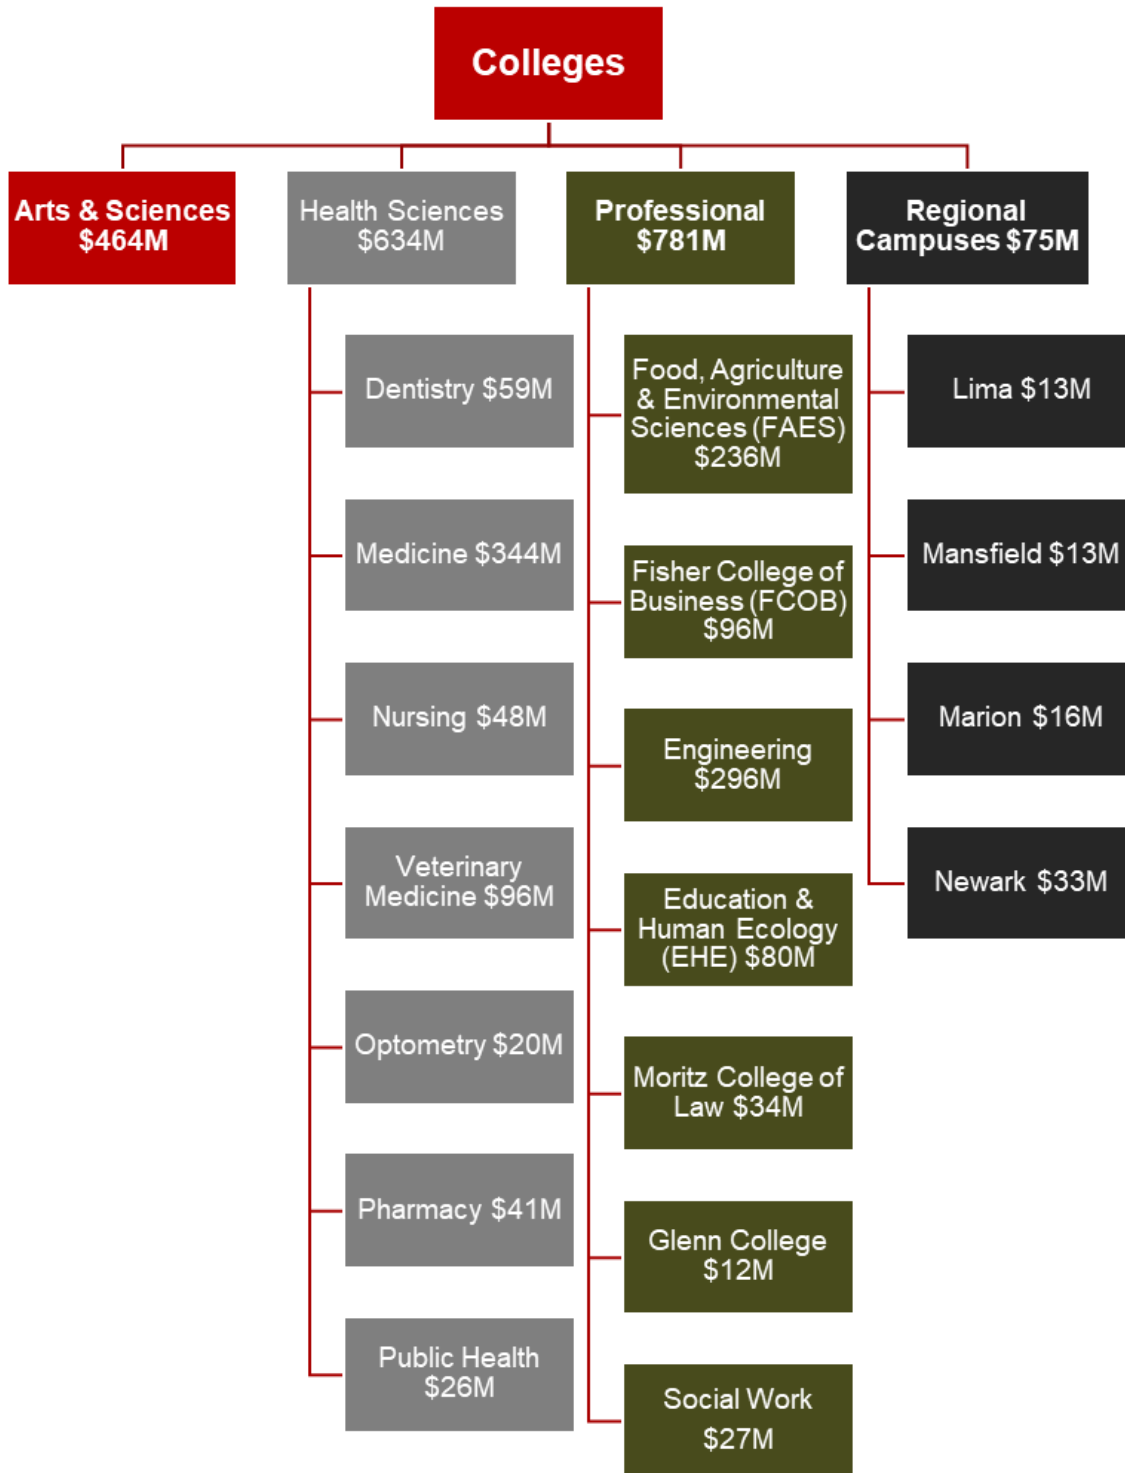 Colleges
Arts & Sciences
$464M
Health Sciences
$634M
Professional
$781M
Regional
Campuses $75M
Dentistry $59M
Medicine $344M
Nursing $48M
Veterinary
Medicine $96M
Optometry $20M
Pharmacy $41M
Public Health
$26M
Food, Agriculture
& Environmental
Sciences (FAES)
$236M
Fisher College of
Business (FCOB)
$96M
Engineering
$296M
Education &
Human Ecology
(EHE) $80M
Moritz College of
Law $34M
Glenn College
$12M
Social Work
$27M
Lima $13M
Mansfield $13M
Marion $16M
Newark $33M